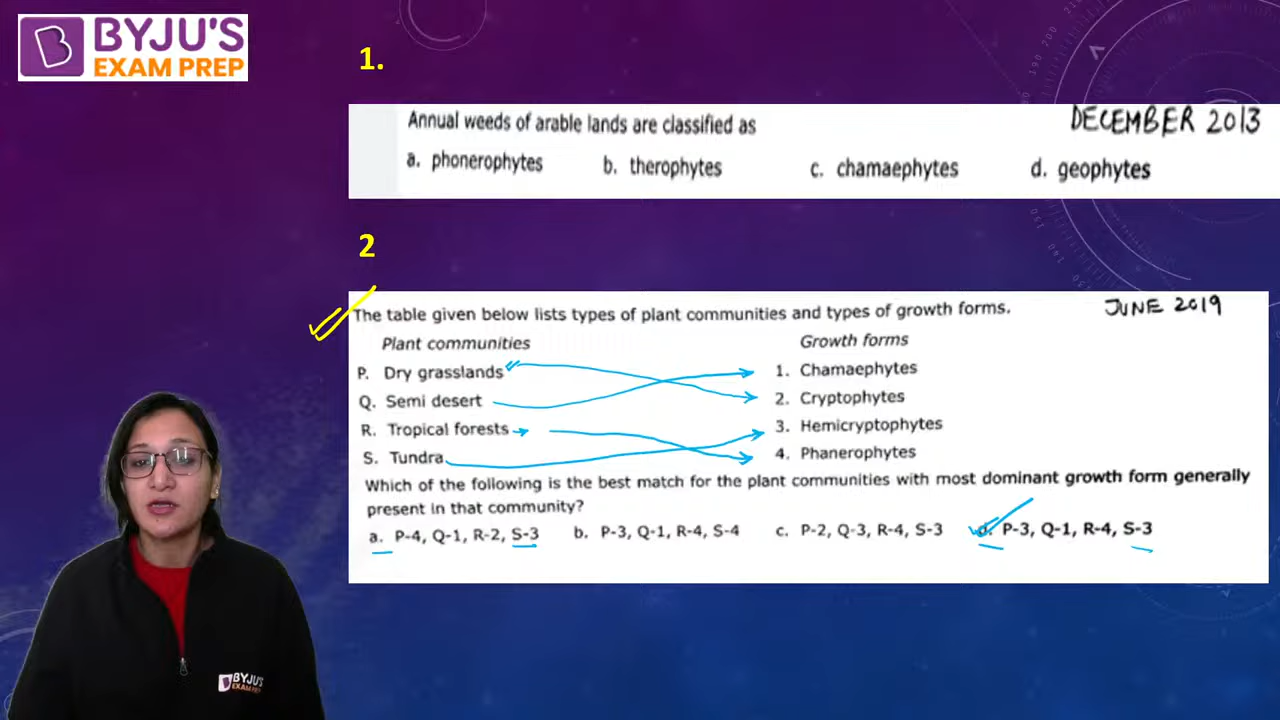 BYJU'S
EXAM PREP
1.
Annual weeds of arable lands are classified as DECEMBER 2013
a. phonerophytes b. therophytes c. chamaephytes d. geophytes
2
The table given below lists types of plant communities and types of growth forms. JUNE 2019
Plant communities Growth forms
P. Dry grasslands 1. Chamaephytes
Q. Semi desert 2. Cryptophytes
R. Tropical forests 3. Hemicryptophytes
S. Tundra 4. Phanerophytes
Which of the following is the best match for the plant communities with most dominant growth form generally
present in that community?
a. P-4, Q-1, R-2, S-3 b. P-3, Q-1, R-4, S-4 c. P-2, Q-3, R-4, S-3 d. P-3, Q-1, R-4, S-3
BYJU'S
EXAM PREP